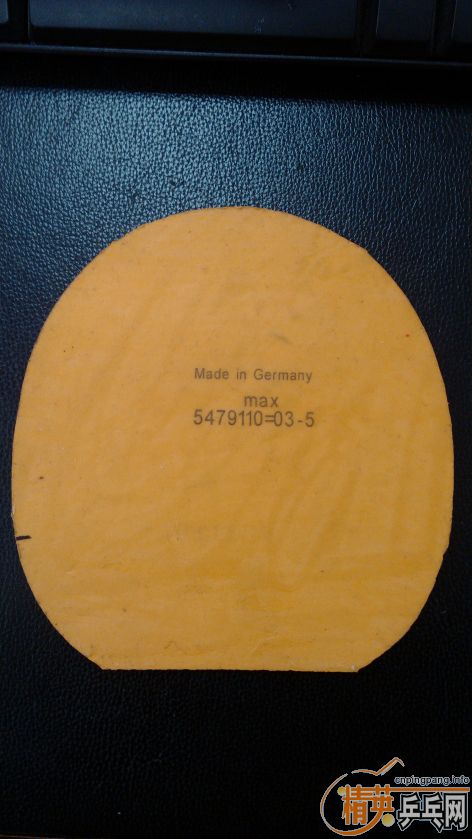 Made in Germany
max
5479110=03-5
cnpingpang.info
精英乒乓网